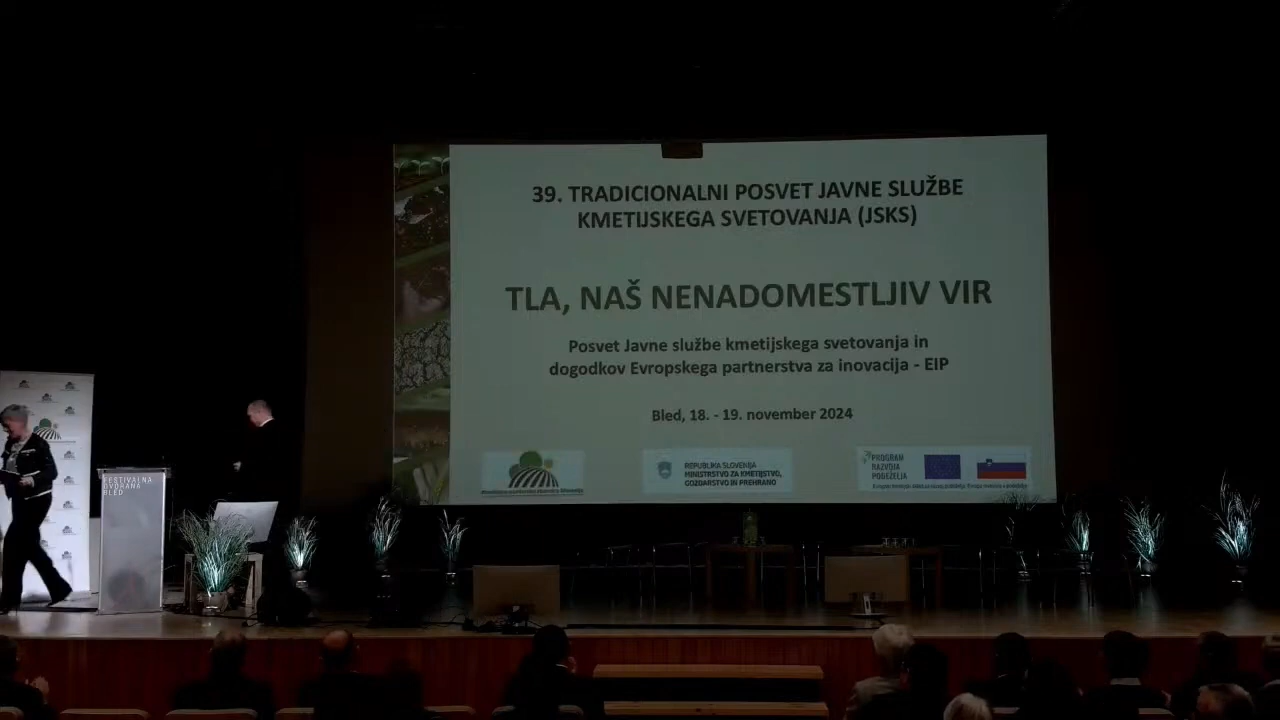 39. TRADICIONALNI POSVET JAVNE SLUŽBE
KMETIJSKEGA SVETOVANJA (JSKS)
TLA, NAŠ NENADOMESTLJIV VIR
Posvet Javne službe kmetijskega svetovanja in
dogodkov Evropskega partnerstva za inovacija - EIP
Bled, 18. - 19. november 2024
REPUBLIKA SLOVENIJA
MINISTRSTVO ZA KMETIJSTVO,
GOZDARSTVO IN PREHRANO
PROGRAM
RAZVOJA
PODEŽELJA
FESTIVALNA
DVORANA
BLED